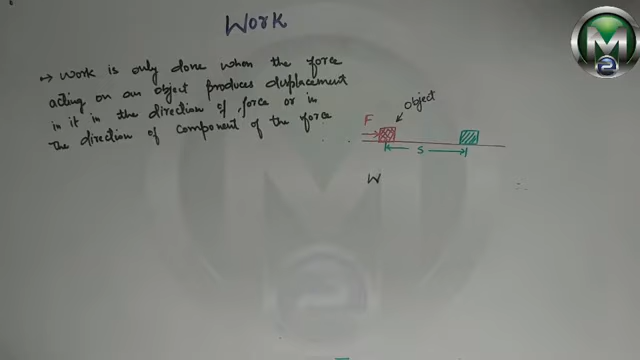 Work
→ Work is only done when the force
acting on an object produces displacement
in it in the direction of force or in
the direction of component of the force
object
F
S
W
M
2